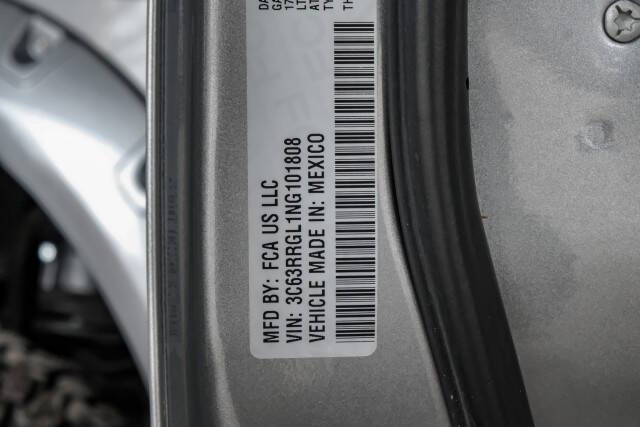 MFD BY: FCA US LLC
VIN: 3C63RRGL1NG101808
VEHICLE MADE IN: MEXICO